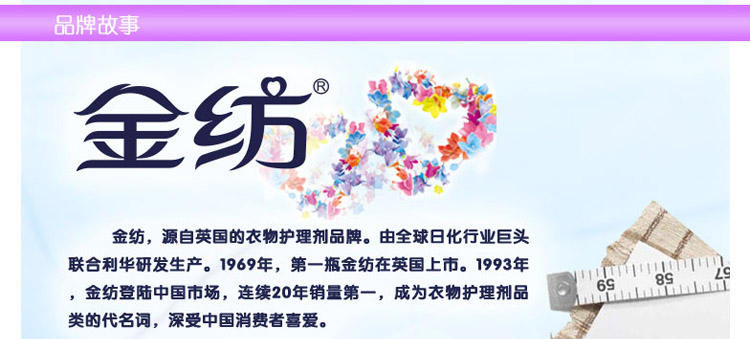 品牌故事
金纺®
金纺，源自英国的衣物护理剂品牌。由全球日化行业巨头
联合利华研发生产。1969年，第一瓶金纺在英国上市。1993年
，金纺登陆中国市场，连续20年销量第一，成为衣物护理剂品
类的代名词，深受中国消费者喜爱。
59 58 57